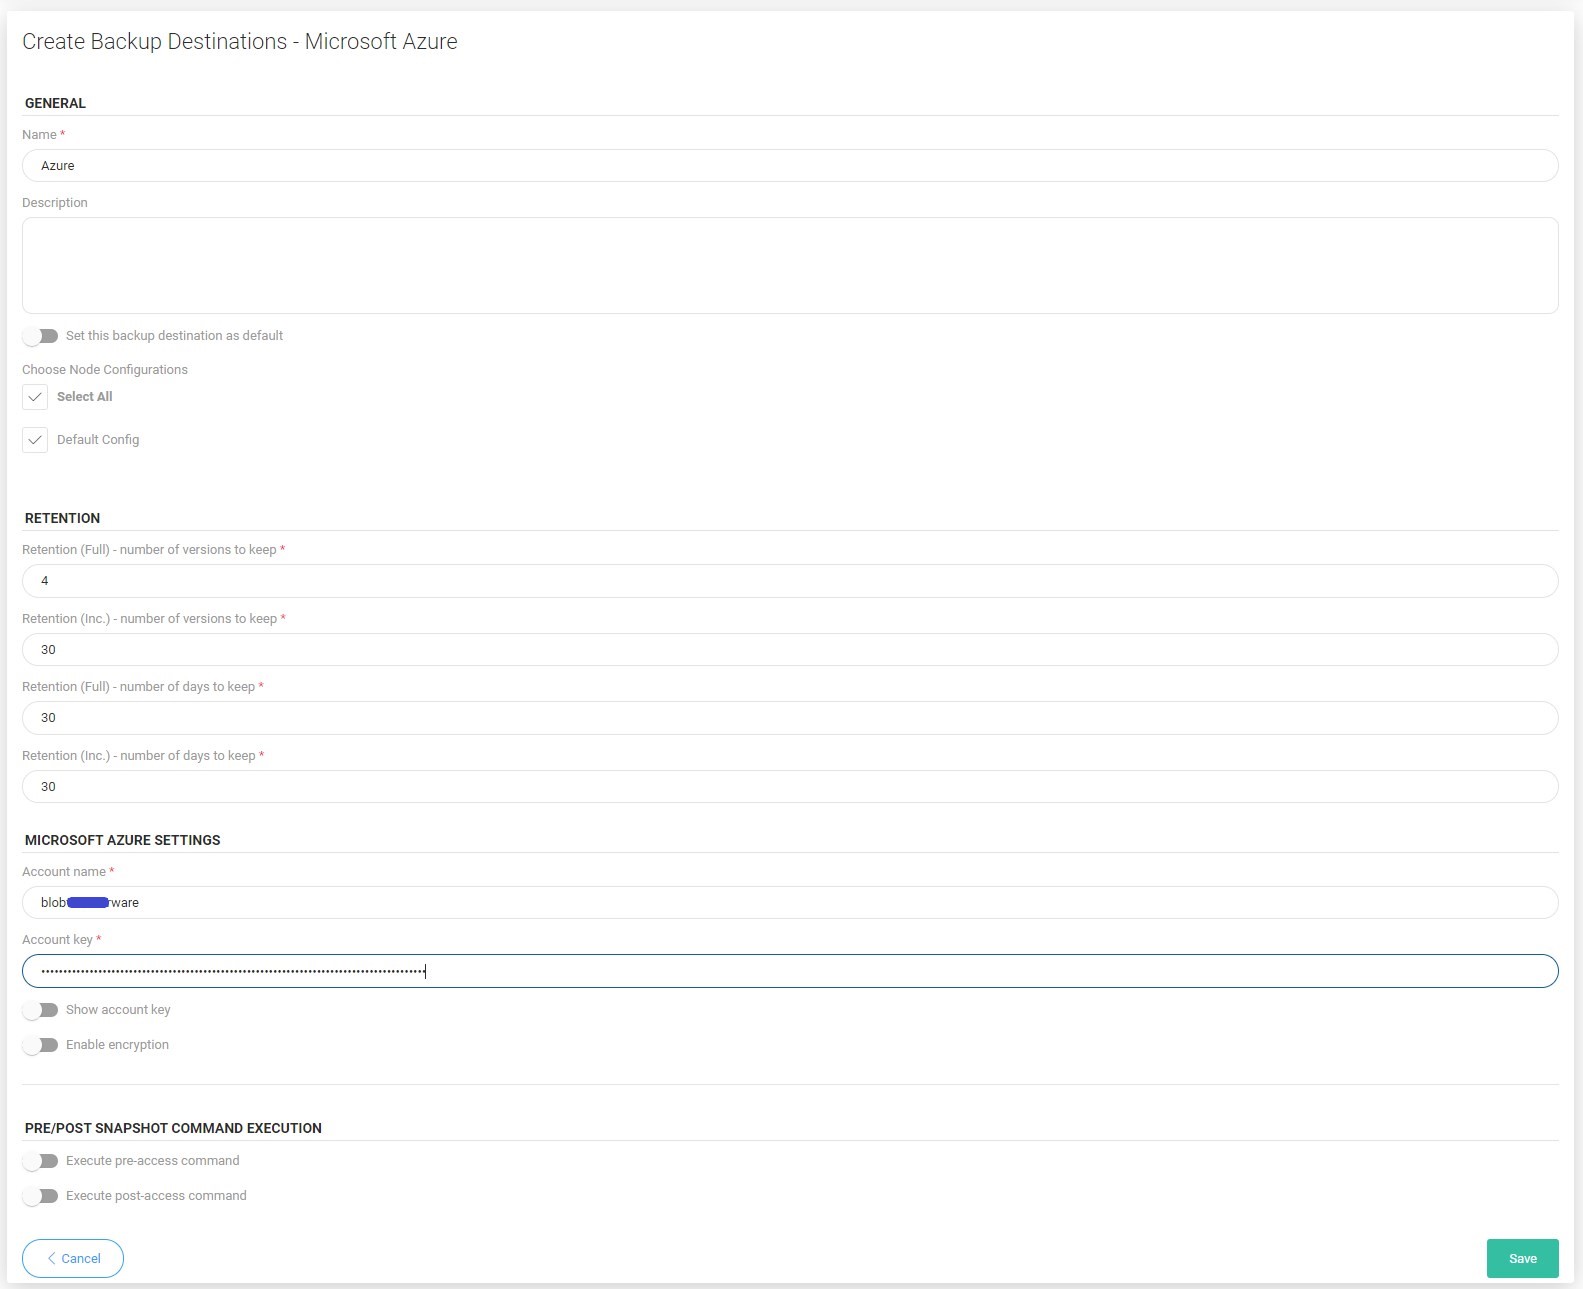 Create Backup Destinations - Microsoft Azure
GENERAL
Name *
Azure
Description
Set this backup destination as default
Choose Node Configurations
Select All
Default Config
RETENTION
Retention (Full) - number of versions to keep *
4
Retention (Inc.) - number of versions to keep *
30
Retention (Full) - number of days to keep *
30
Retention (Inc.) - number of days to keep *
30
MICROSOFT AZURE SETTINGS
Account name *
Account key *
Show account key
Enable encryption
PRE/POST SNAPSHOT COMMAND EXECUTION
Execute pre-access command
Execute post-access command
Cancel
Save